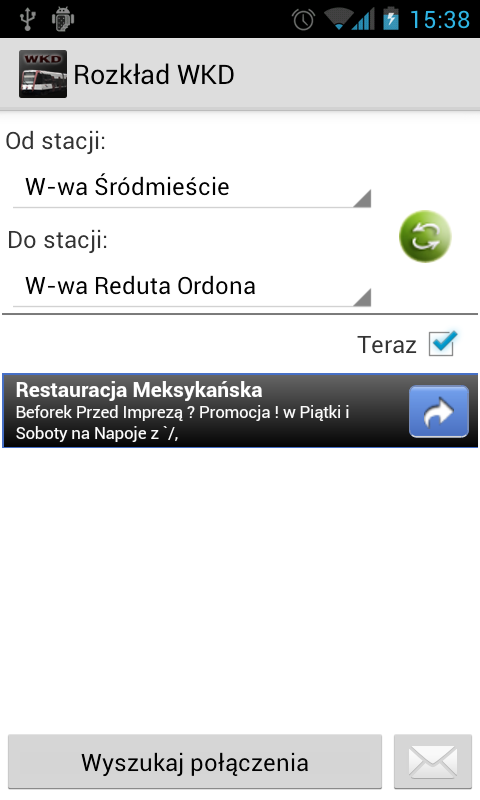 15:38
WKD
Rozkład WKD
Od stacji:
W-wa Śródmieście
Do stacji:
W-wa Reduta Ordona
Teraz
Restauracja Meksykańska
Beforek Przed Imprezą ? Promocja ! w Piątki i
Soboty na Napoje z `/,
Wyszukaj połączenia